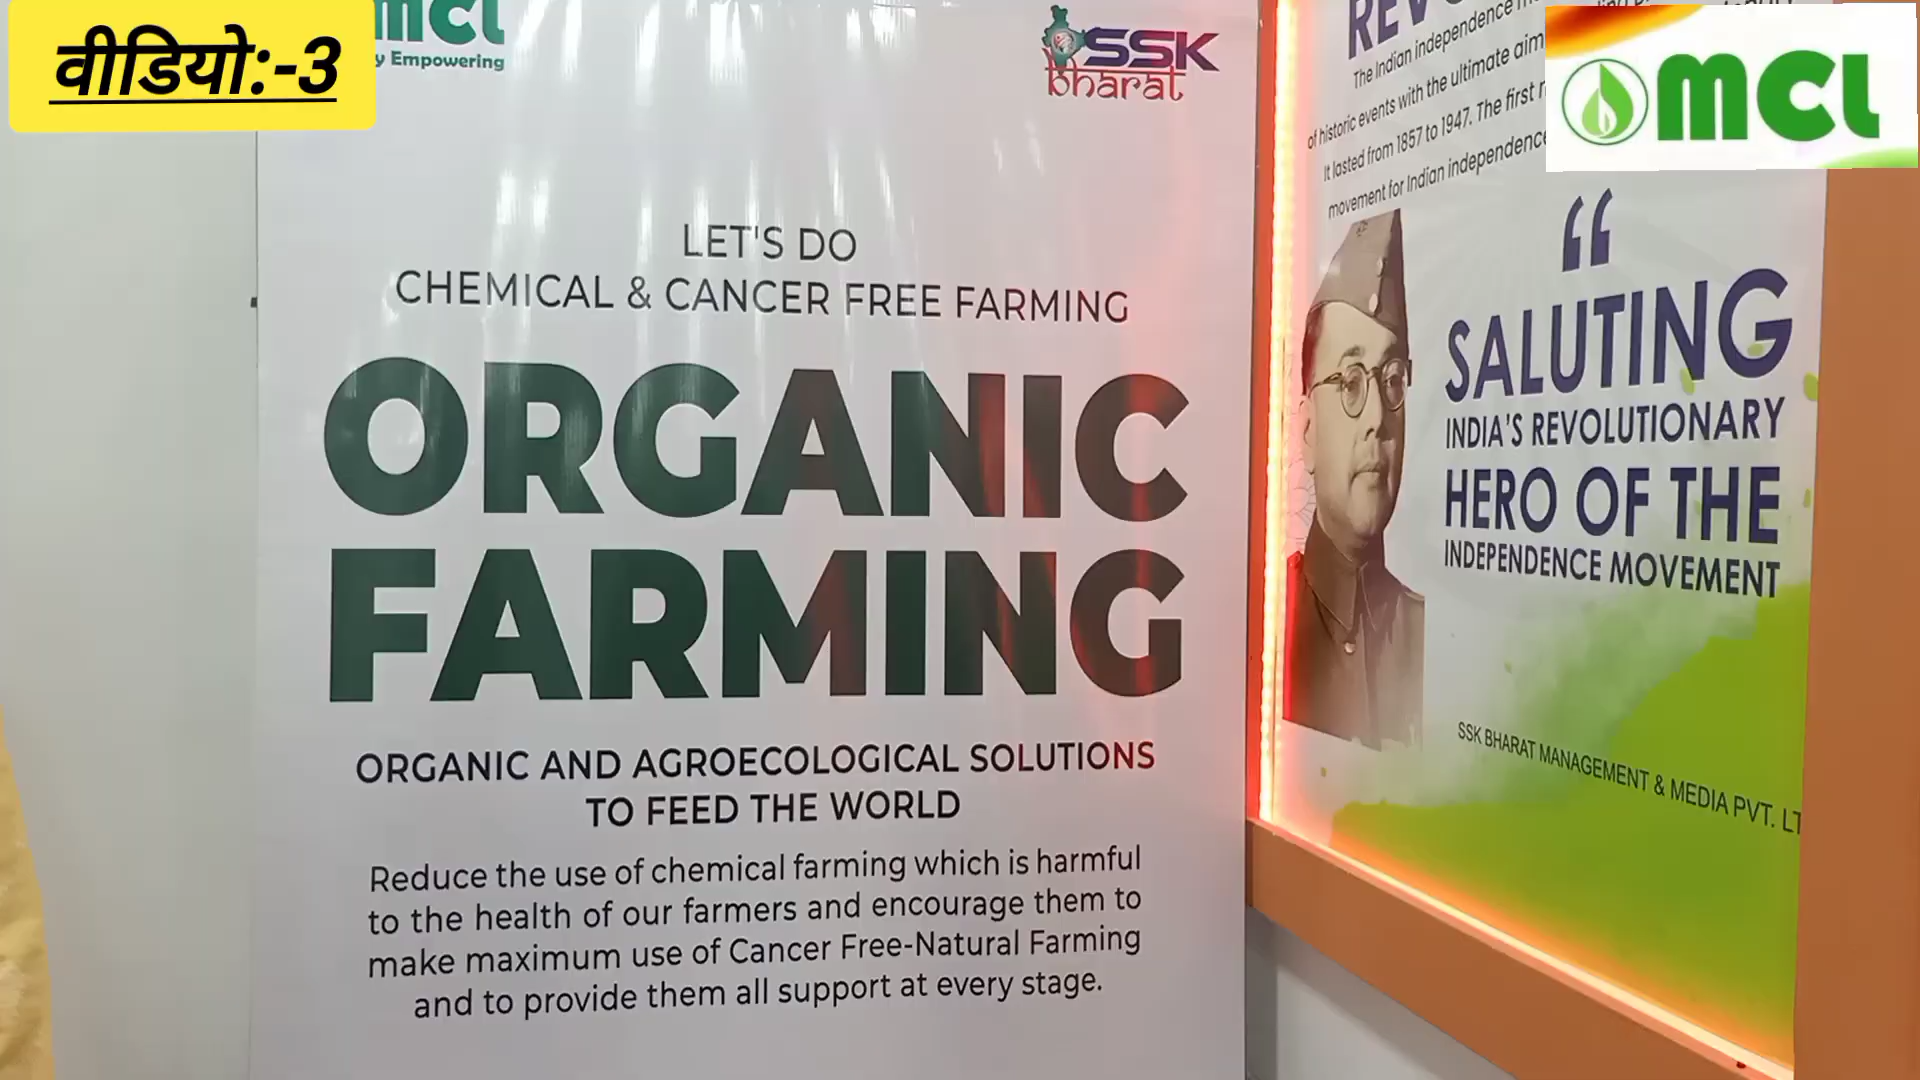 वीडियो:-3
mcl
y Empowering
SSK
bharat
LET'S DO
CHEMICAL & CANCER FREE FARMING
ORGANIC
FARMING
ORGANIC AND AGROECOLOGICAL SOLUTIONS
TO FEED THE WORLD
Reduce the use of chemical farming which is harmful
to the health of our farmers and encourage them to
make maximum use of Cancer Free-Natural Farming
and to provide them all support at every stage.
The Indian independence
of historic events with the ultimate aim
It lasted from 1857 to 1947. The first
movement for Indian independence
MCL
“
SALUTING
INDIA'S REVOLUTIONARY
HERO OF THE
INDEPENDENCE MOVEMENT
SSK BHARAT MANAGEMENT & MEDIA PVT. LT